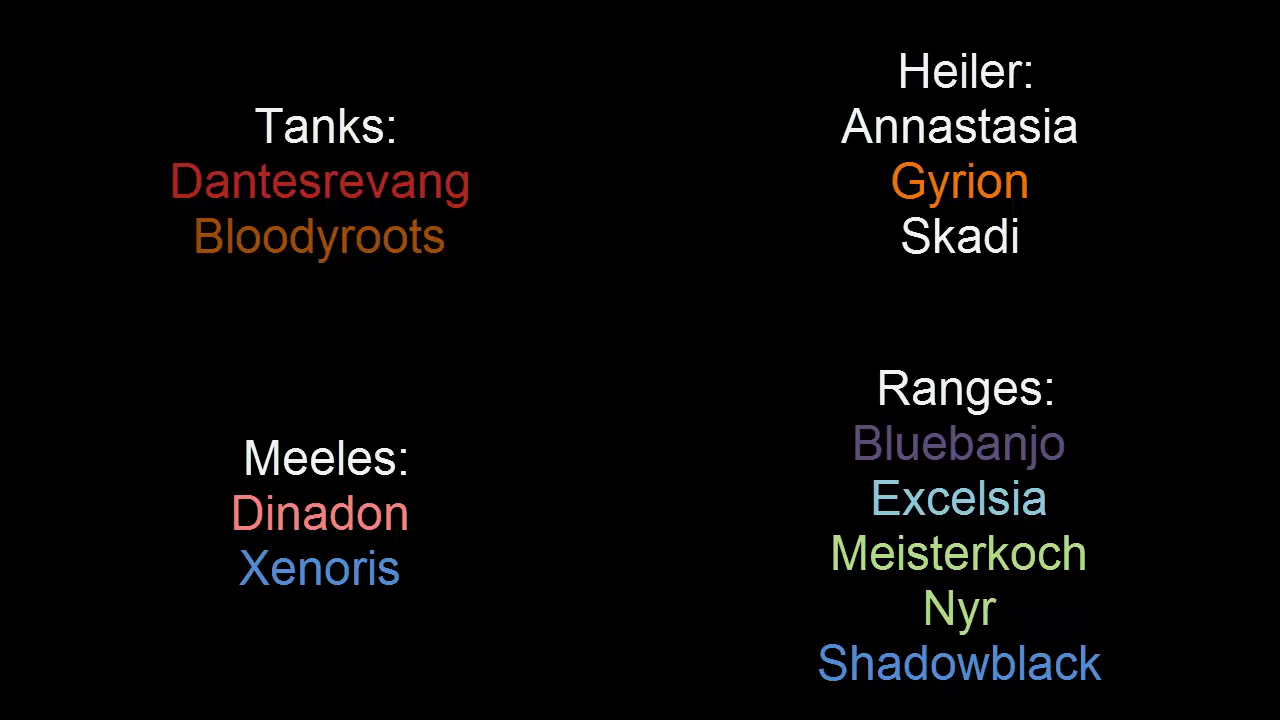 Tanks:
Dantesrevang
Bloodyroots
Heiler:
Annastasia
Gyrion
Skadi
Meeles:
Dinadon
Xenoris
Ranges:
Bluebanjo
Excelsia
Meisterkoch
Nyr
Shadowblack